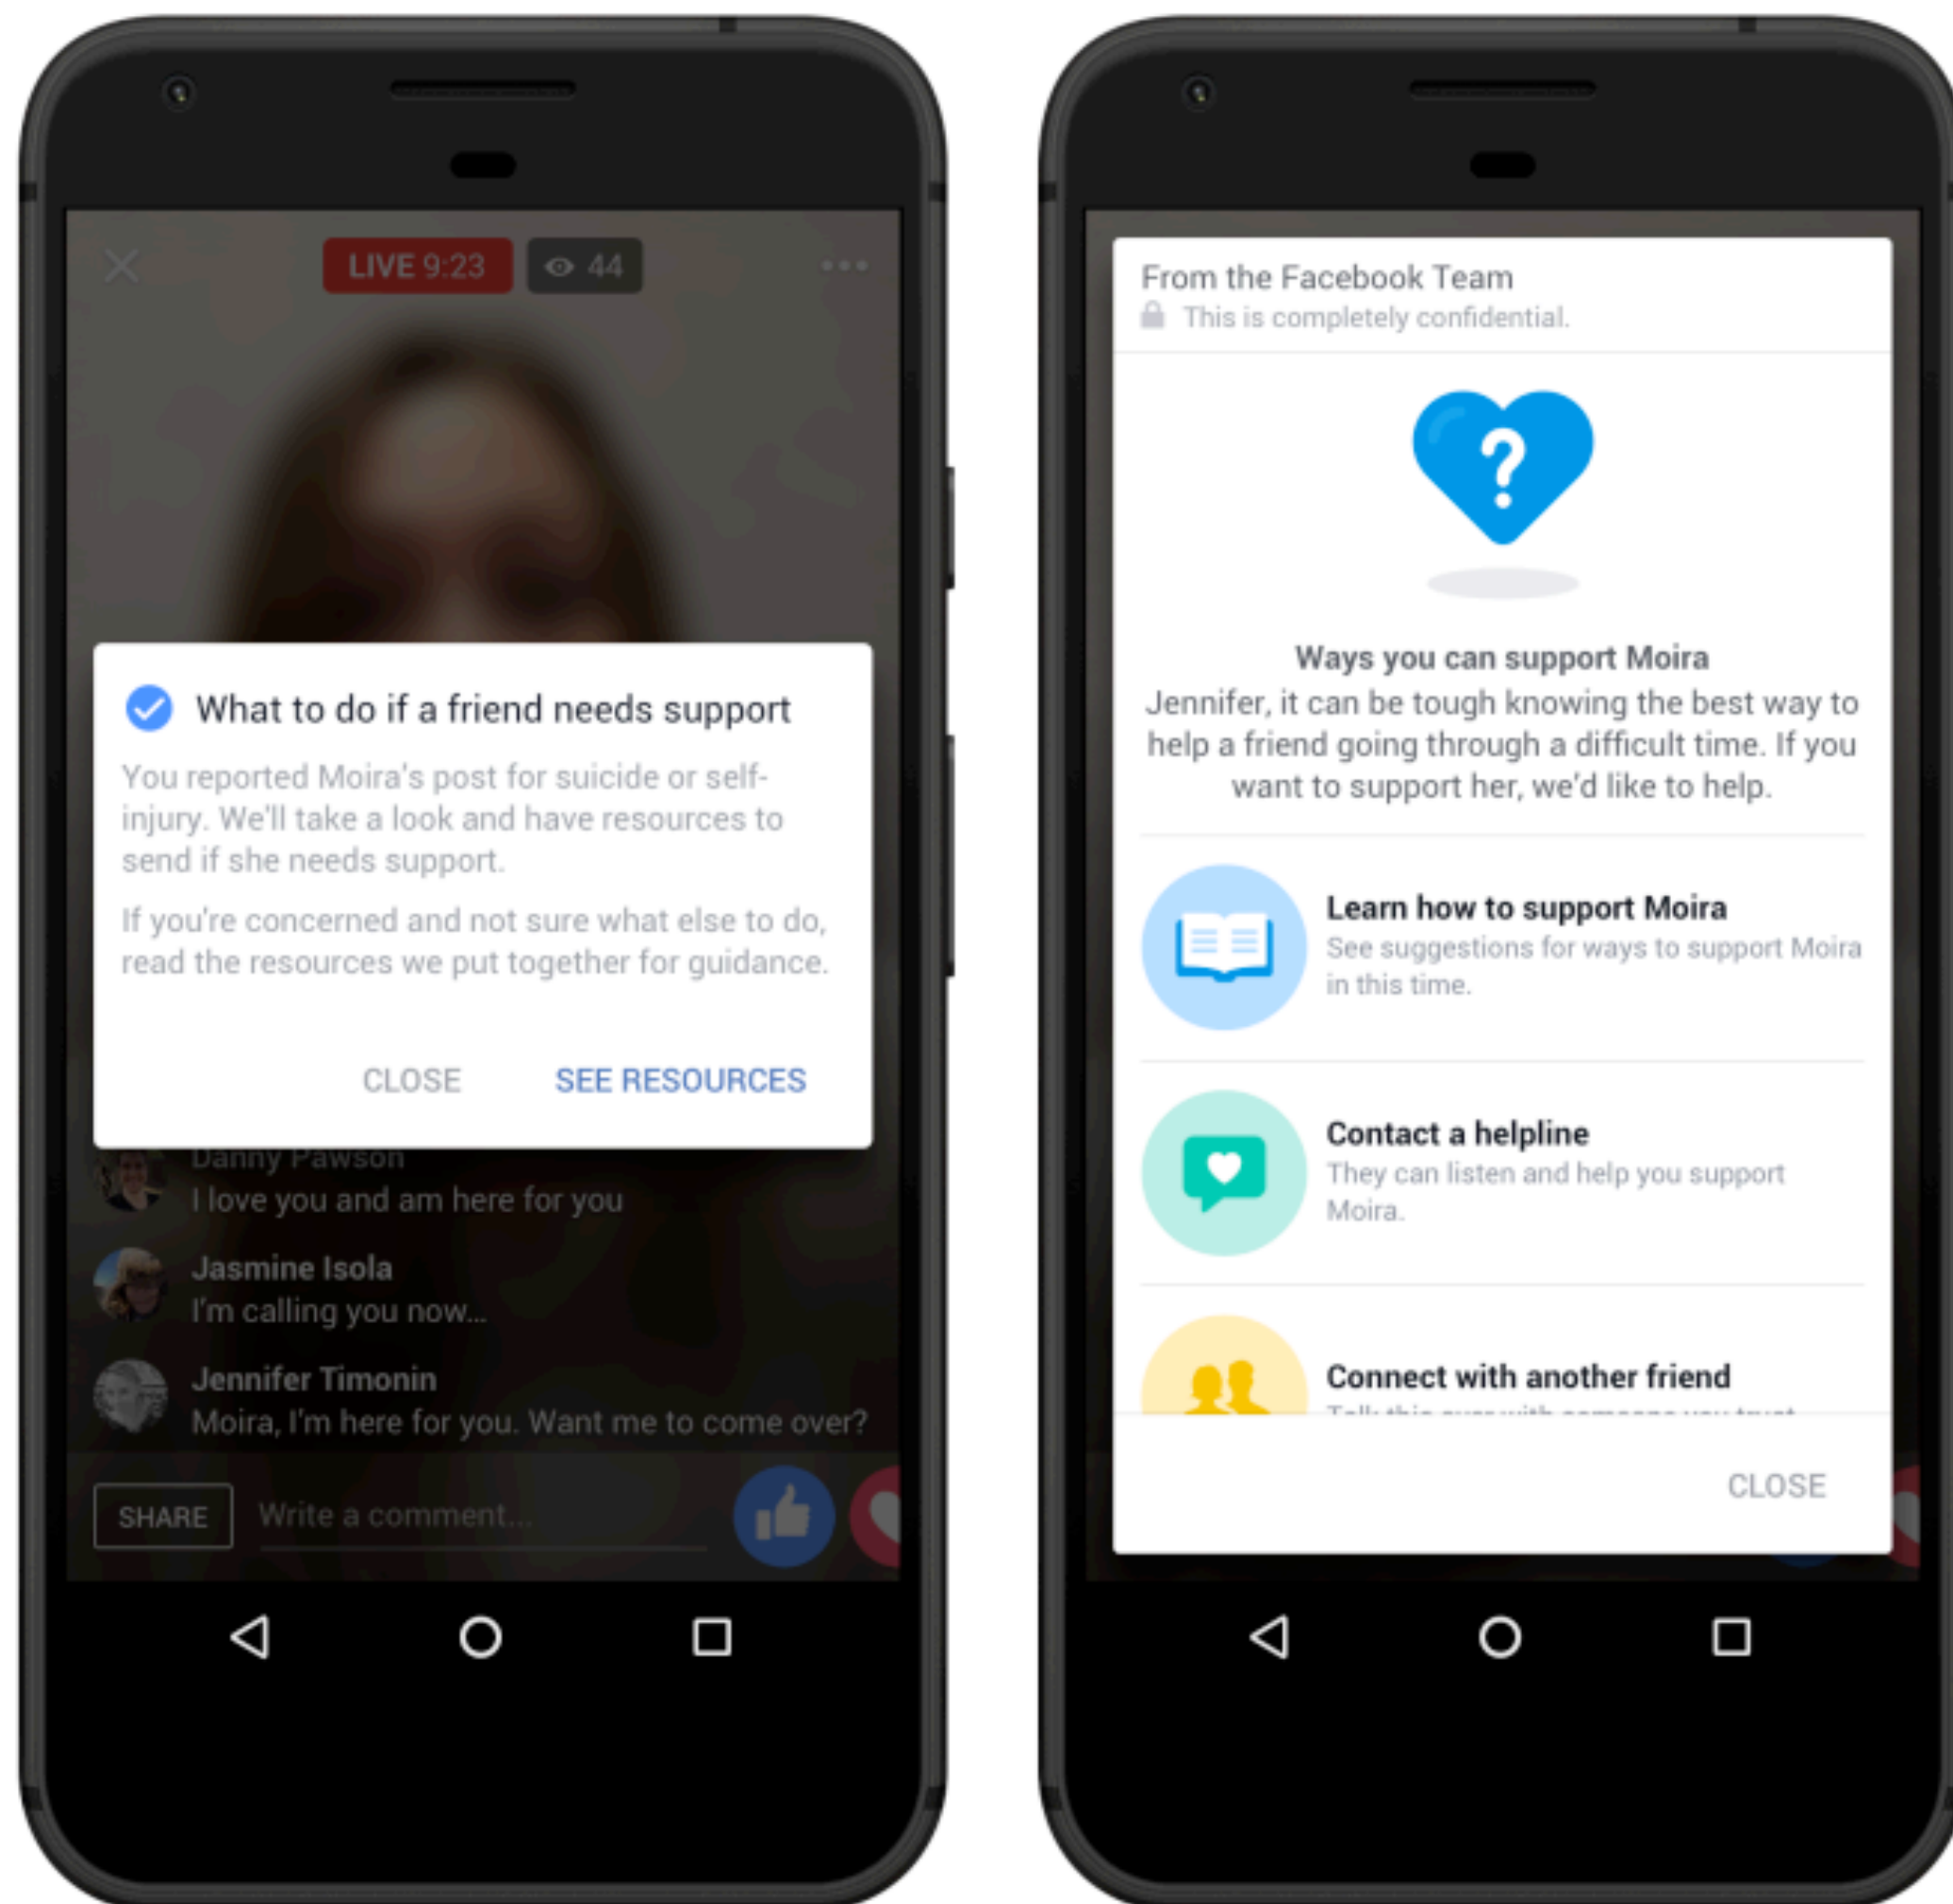 LIVE 9:23
44
What to do if a friend needs support
You reported Moira's post for suicide or self-
injury. We'll take a look and have resources to
send if she needs support.
If you're concerned and not sure what else to do,
read the resources we put together for guidance.
CLOSE
SEE RESOURCES
Danny Pawson
I love you and am here for you
Jasmine Isola
I'm calling you now...
Jennifer Timonin
Moira, I'm here for you. Want me to come over?
SHARE
Write a comment...
From the Facebook Team
This is completely confidential.
?
Ways you can support Moira
Jennifer, it can be tough knowing the best way to
help a friend going through a difficult time. If you
want to support her, we'd like to help.
Learn how to support Moira
See suggestions for ways to support Moira
in this time.
Contact a helpline
They can listen and help you support
Moira.
Connect with another friend
Talk this over with someone you trust
CLOSE